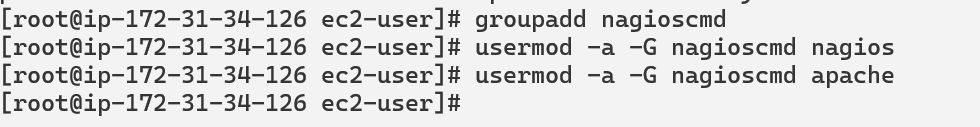 [root@ip-172-31-34-126 ec2-user]# groupadd nagioscmd
[root@ip-172-31-34-126 ec2-user]# usermod -a -G nagioscmd nagios
[root@ip-172-31-34-126 ec2-user]# usermod -a -G nagioscmd apache
[root@ip-172-31-34-126 ec2-user]#